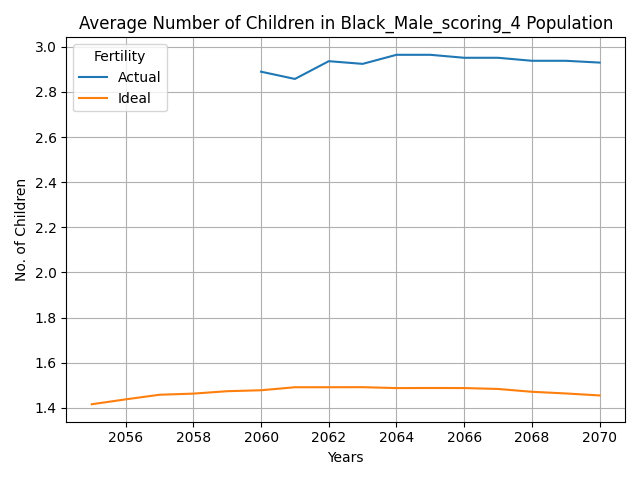 Average Number of Children in Black_Male_scoring_4 Population
Fertility
Actual
Ideal
No. of Children
3.0
2.8
2.6
2.4
2.2
2.0
1.8
1.6
1.4
2056 2058 2060 2062 2064 2066 2068 2070
Years